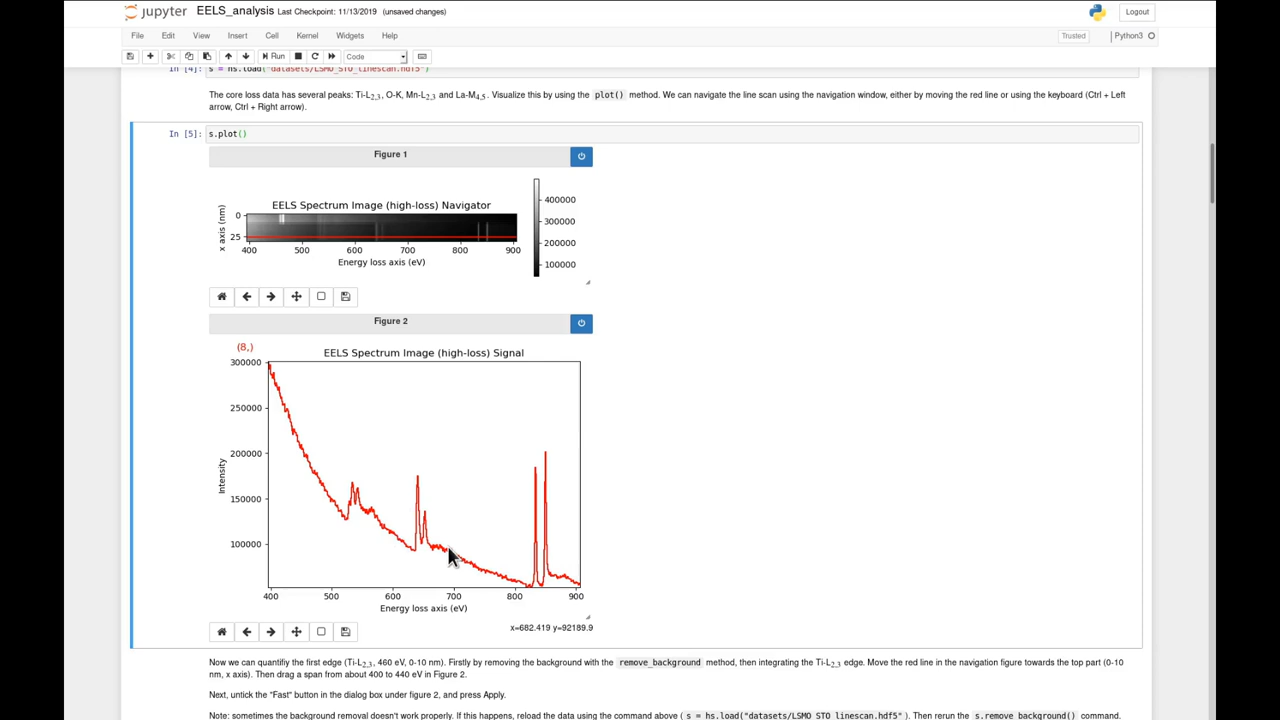 jupyter EELS_analysis Last Checkpoint: 11/13/2019 (unsaved changes) Logout
File Edit View Insert Cell Kernel Widgets Help Trusted Python3
Run Code
In [4]: s = hs.load("datasets/LSMO_STO_linescan.hdf5")
The core loss data has several peaks: Ti-L2,3, O-K, Mn-L2,3 and La-M4,5. Visualize this by using the plot() method. We can navigate the line scan using the navigation window, either by moving the red line or using the keyboard (Ctrl + Left
arrow, Ctrl + Right arrow).
In [5]: s.plot()
Figure 1
EELS Spectrum Image (high-loss) Navigator
x axis (nm)
0
25
400 500 600 700 800 900
Energy loss axis (eV)
400000
300000
200000
100000
Figure 2
(8,)
EELS Spectrum Image (high-loss) Signal
300000
250000
200000
150000
100000
Intensity
400 500 600 700 800 900
Energy loss axis (eV)
x=682.419 y=92189.9
Now we can quantifiy the first edge (Ti-L2,3, 460 eV, 0-10 nm). Firstly by removing the background with the remove_background method, then integrating the Ti-L2,3 edge. Move the red line in the navigation figure towards the top part (0-10
nm, x axis). Then drag a span from about 400 to 440 eV in Figure 2.
Next, untick the "Fast" button in the dialog box under figure 2, and press Apply.
Note: sometimes the background removal doesn't work properly. If this happens, reload the data using the command above ( s = hs.load("datasets/LSMO_STO_linescan.hdf5" ). Then rerun the s.remove_background() command.